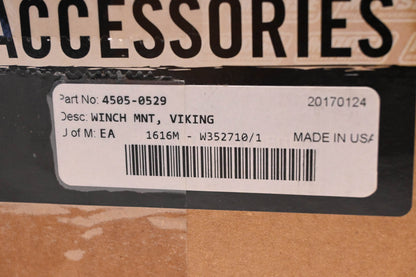 ACCESSORIES
Part No: 4505-0529 20170124
Desc: WINCH MNT, VIKING
U of M: EA 1616M - W352710/1 MADE IN USA